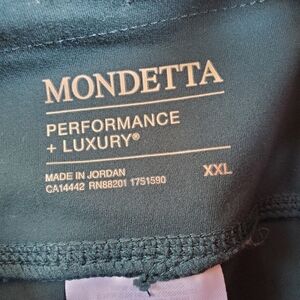 MONDETTA
PERFORMANCE
+ LUXURY®
MADE IN JORDAN
CA14442 RN88201 1751590 XXL